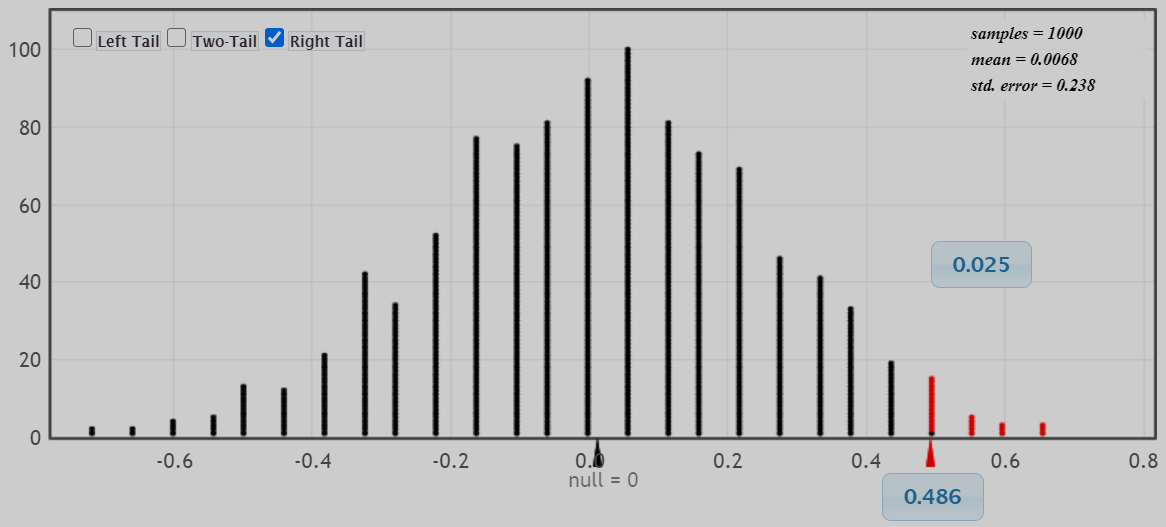 Left Tail Two-Tail Right Tail
samples = 1000
mean = 0.0068
std. error = 0.238
100
80
60
40
20
0
0.025
-0.6 -0.4 -0.2 0.0 0.2 0.4 0.6 0.8
null = 0
0.486